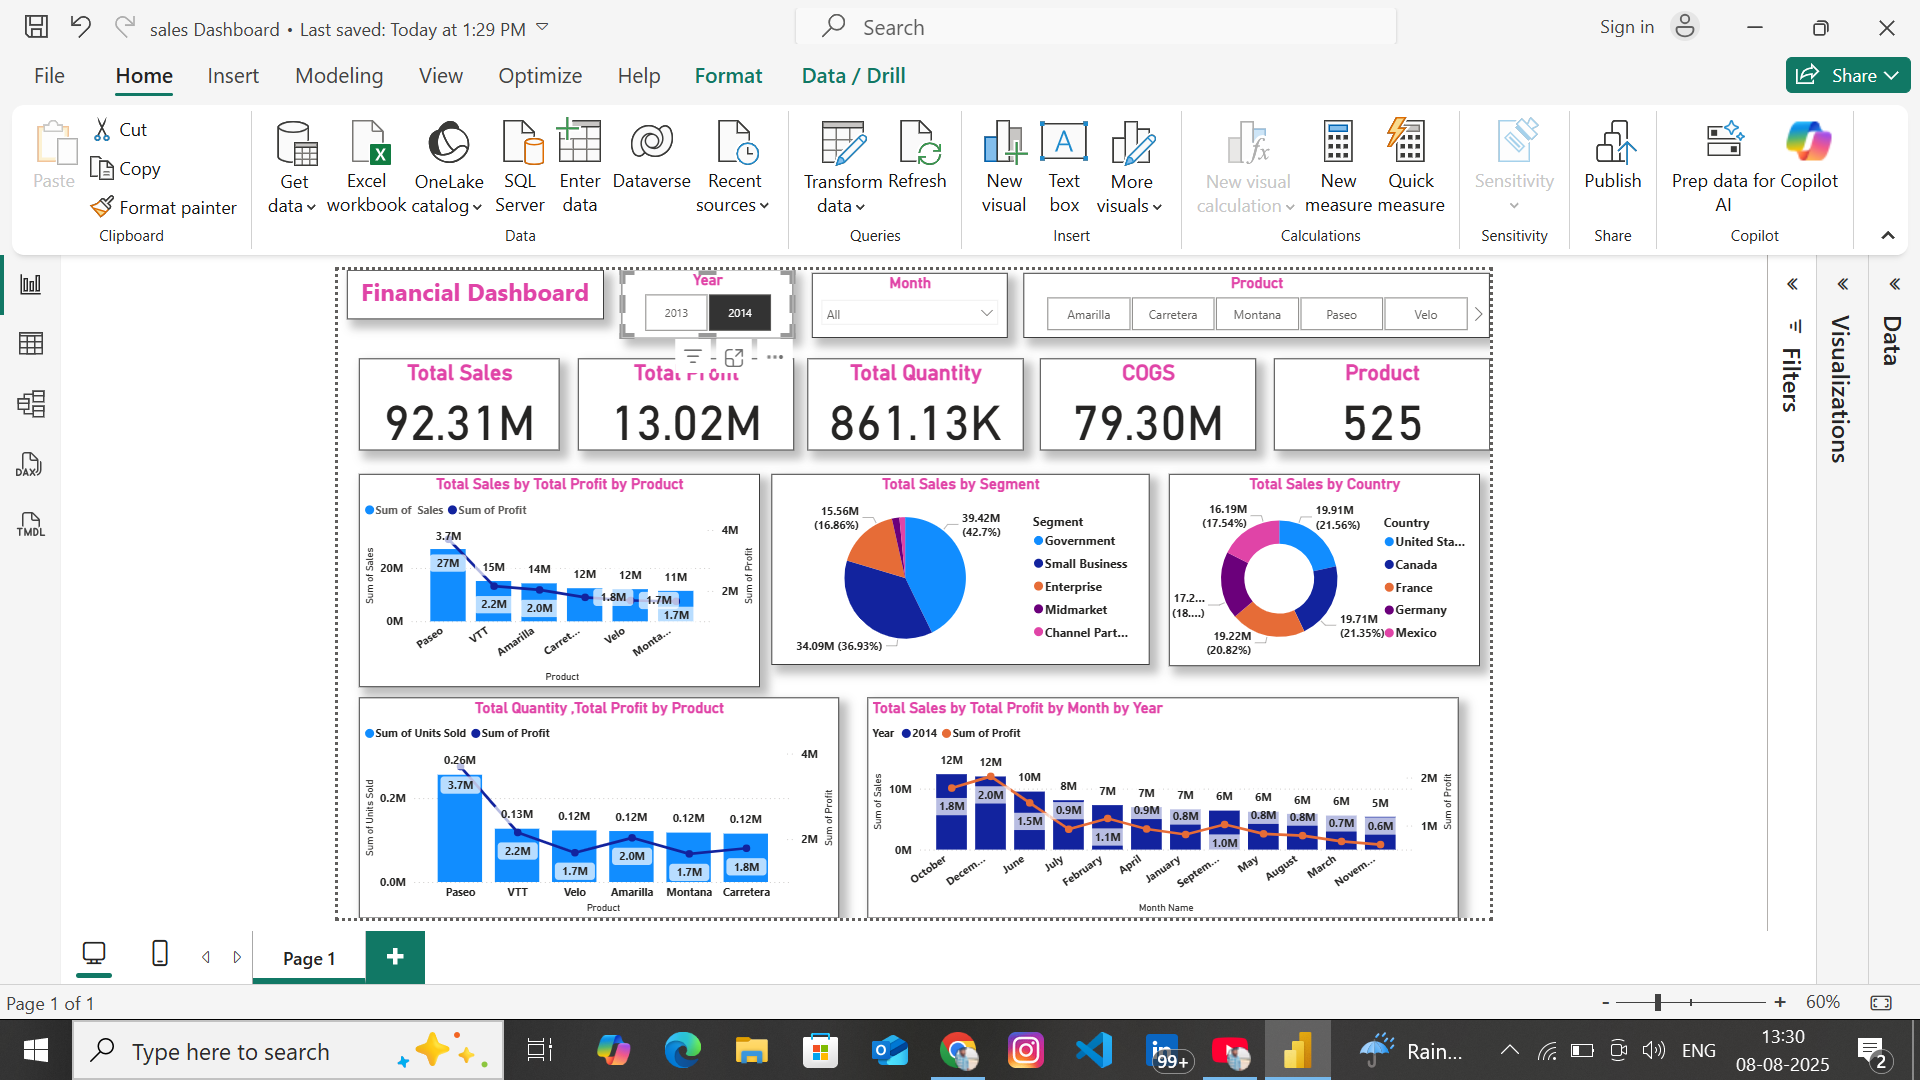 sales Dashboard • Last saved: Today at 1:29 PM
Search
Sign in
File
Home
Insert
Modeling
View
Optimize
Help
Format
Data / Drill
Share
Paste
Cut
Copy
Format painter
Clipboard
Get data
Excel workbook
OneLake catalog
SQL Server
Enter data
Dataverse
Recent sources
Data
Transform data
Refresh
Queries
New visual
Text box
More visuals
Insert
New visual calculation
New measure
Quick measure
Calculations
Sensitivity
Sensitivity
Publish
Share
Prep data for AI
Copilot
Copilot
DAX
TMDL
Financial Dashboard
Year
2013
2014
Month
All
Product
Amarilla
Carretera
Montana
Paseo
Velo
Total Sales
92.31M
Total Profit
13.02M
Total Quantity
861.13K
COGS
79.30M
Product
525
Total Sales by Total Profit by Product
Sum of Sales
Sum of Profit
3.7M
27M
15M
14M
12M
12M
11M
2.2M
2.0M
1.8M
1.7M
1.7M
20M
0M
4M
2M
Sum of Sales
Sum of Profit
Paseo
VTT
Amarilla
Carret...
Velo
Monta...
Product
Total Sales by Segment
15.56M
(16.86%)
39.42M
(42.7%)
34.09M (36.93%)
Segment
Government
Small Business
Enterprise
Midmarket
Channel Part...
Total Sales by Country
16.19M
(17.54%)
19.91M
(21.56%)
17.2...
(18....)
19.22M
(20.82%)
19.71M
(21.35%)
Country
United Sta...
Canada
France
Germany
Mexico
Total Quantity ,Total Profit by Product
Sum of Units Sold
Sum of Profit
0.26M
3.7M
0.13M
0.12M
0.12M
0.12M
0.12M
2.2M
1.7M
2.0M
1.7M
1.8M
0.2M
0.0M
4M
2M
Sum of Units Sold
Sum of Profit
Paseo
VTT
Velo
Amarilla
Montana
Carretera
Product
Total Sales by Total Profit by Month by Year
Year
2014
Sum of Profit
12M
12M
10M
8M
7M
7M
7M
6M
6M
6M
6M
5M
1.8M
2.0M
1.5M
0.9M
1.1M
0.9M
0.8M
1.0M
0.8M
0.8M
0.7M
0.6M
10M
0M
2M
1M
Sum of Sales
Sum of Profit
October
Decem...
June
July
February
April
January
Septem...
May
August
March
Novem...
Month Name
Filters
Visualizations
Data
Page 1
Page 1 of 1
60%
Type here to search
99+
Rain...
ENG
13:30
08-08-2025
2